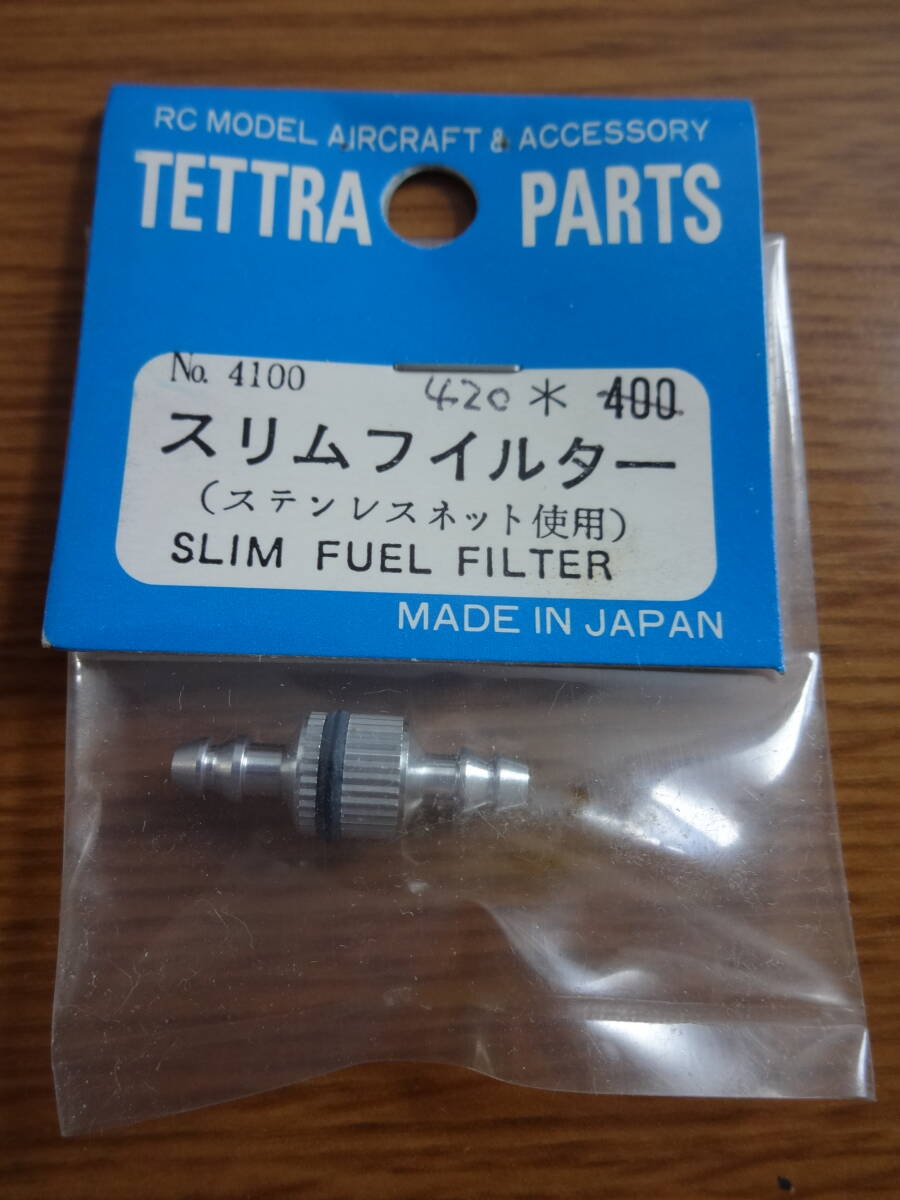 RC MODEL AIRCRAFT & ACCESSORY
TETTRA PARTS
No. 4100 420 * 400
スリムフイルター
(ステンレスネット使用)
SLIM FUEL FILTER
MADE IN JAPAN